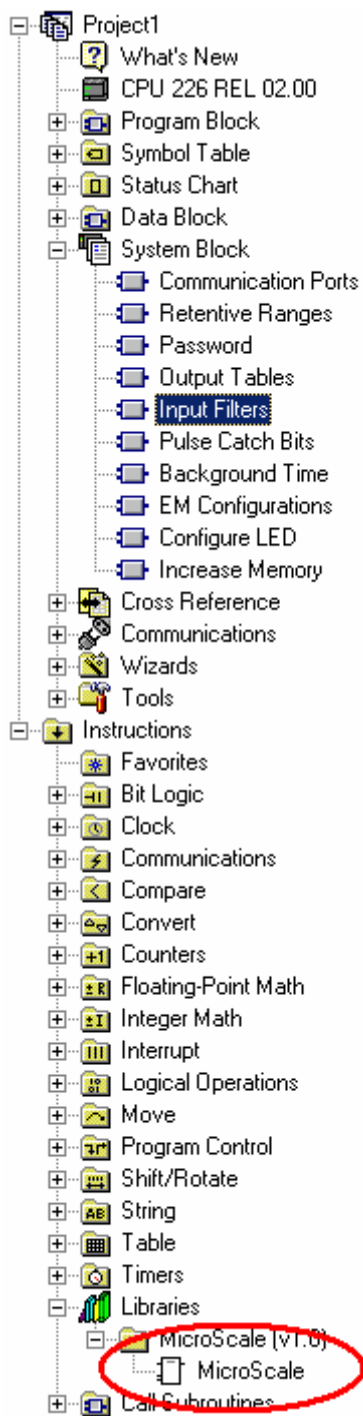 Project1
What's New
CPU 226 REL 02.00
Program Block
Symbol Table
Status Chart
Data Block
System Block
Communication Ports
Retentive Ranges
Password
Output Tables
Input Filters
Pulse Catch Bits
Background Time
EM Configurations
Configure LED
Increase Memory
Cross Reference
Communications
Wizards
Tools
Instructions
Favorites
Bit Logic
Clock
Communications
Compare
Convert
Counters
Floating-Point Math
Integer Math
Interrupt
Logical Operations
Move
Program Control
Shift/Rotate
String
Table
Timers
Libraries
MicroScale (v1.0)
MicroScale
Call Subroutines